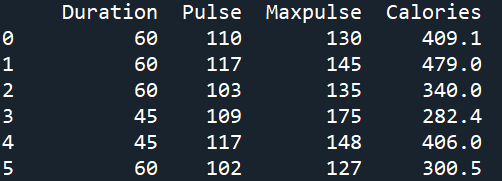 Duration Pulse Maxpulse Calories
0 60 110 130 409.1
1 60 117 145 479.0
2 60 103 135 340.0
3 45 109 175 282.4
4 45 117 148 406.0
5 60 102 127 300.5